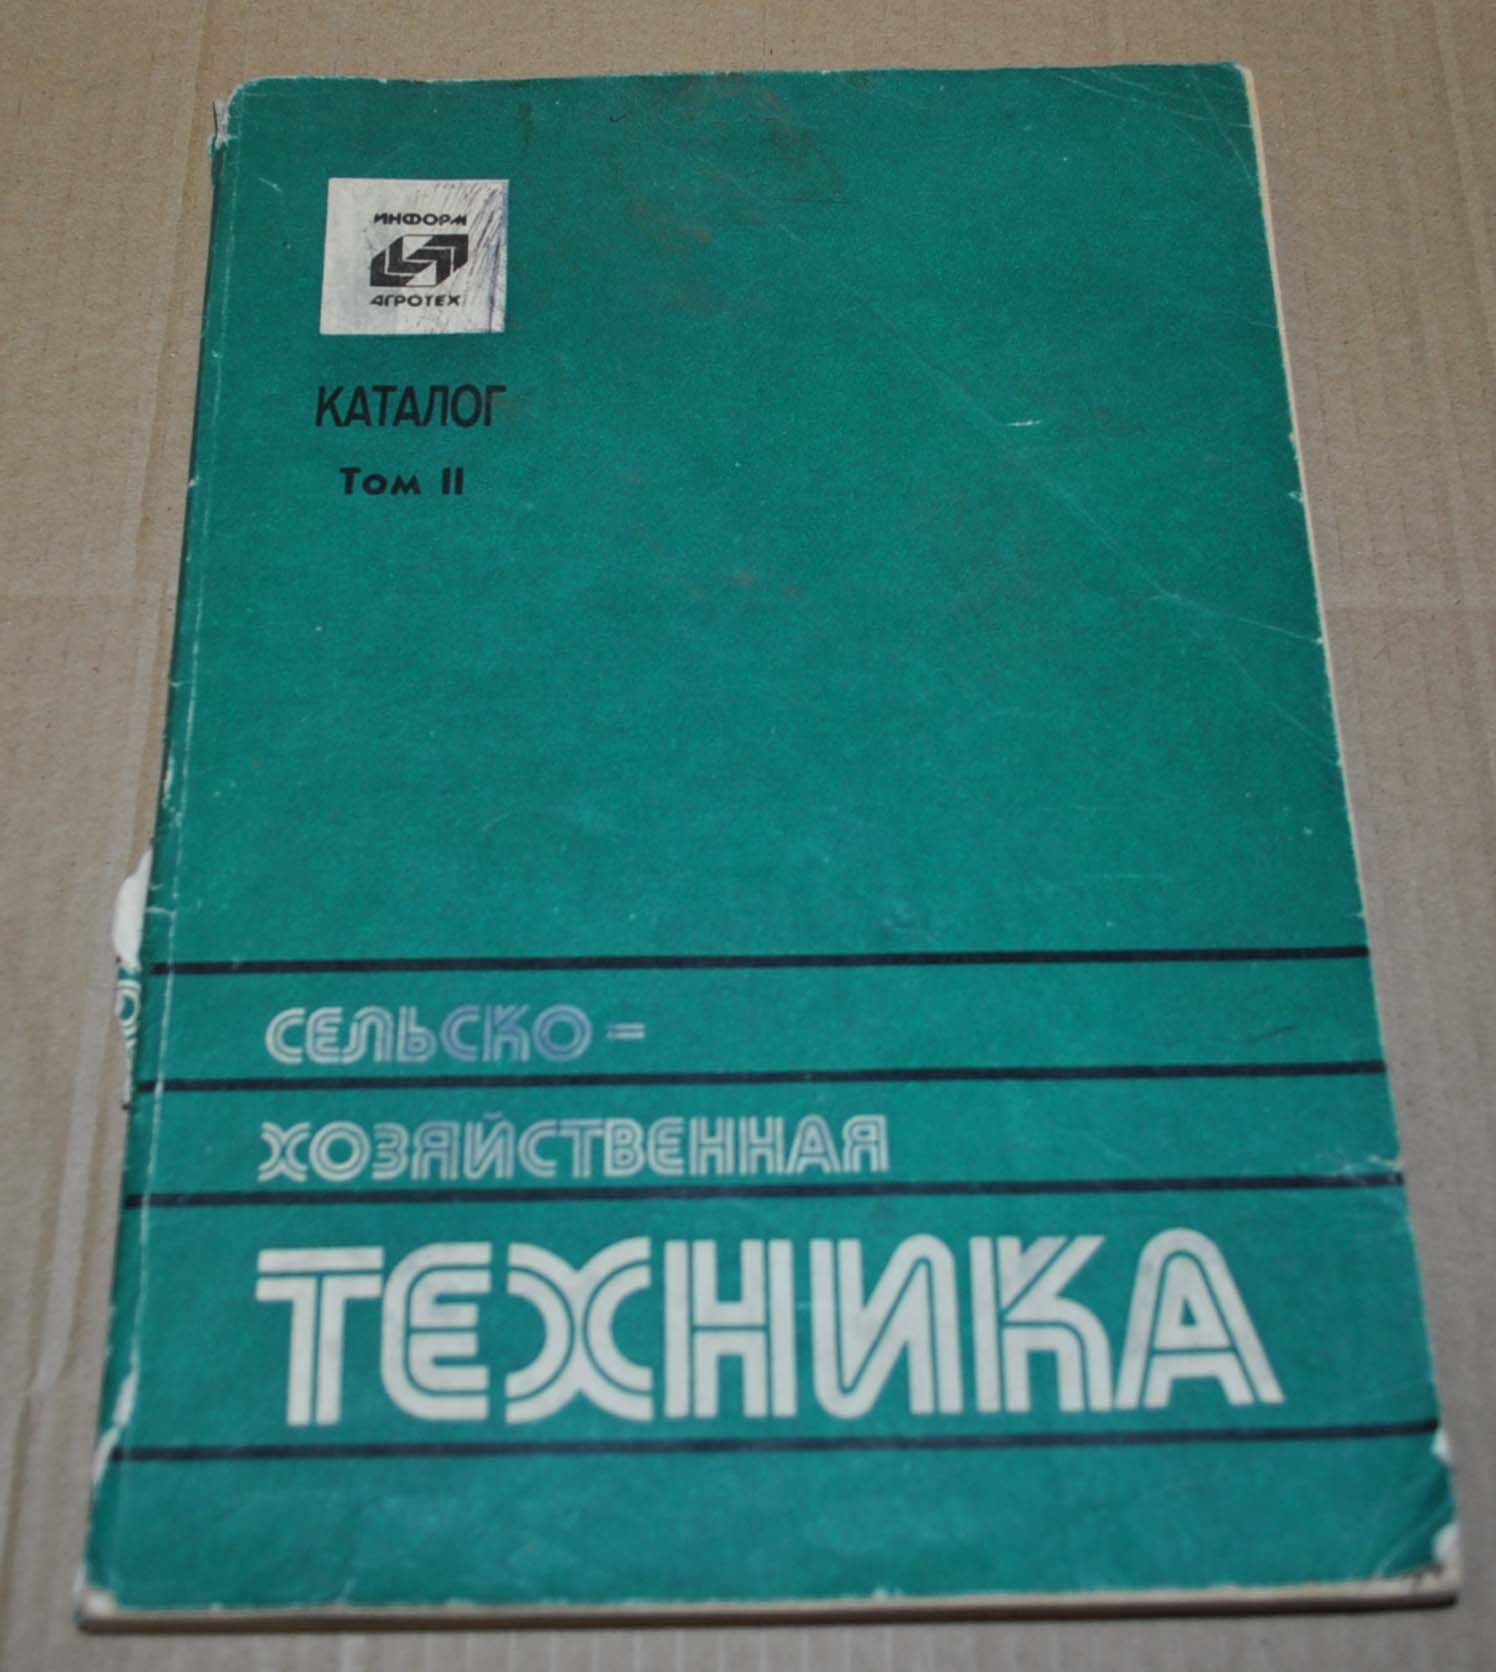 ИНФОРМ
АГРОТЕХ
КАТАЛОГ
Том II
СЕЛЬСКО-
ХОЗЯЙСТВЕННАЯ
ТЕХНИКА